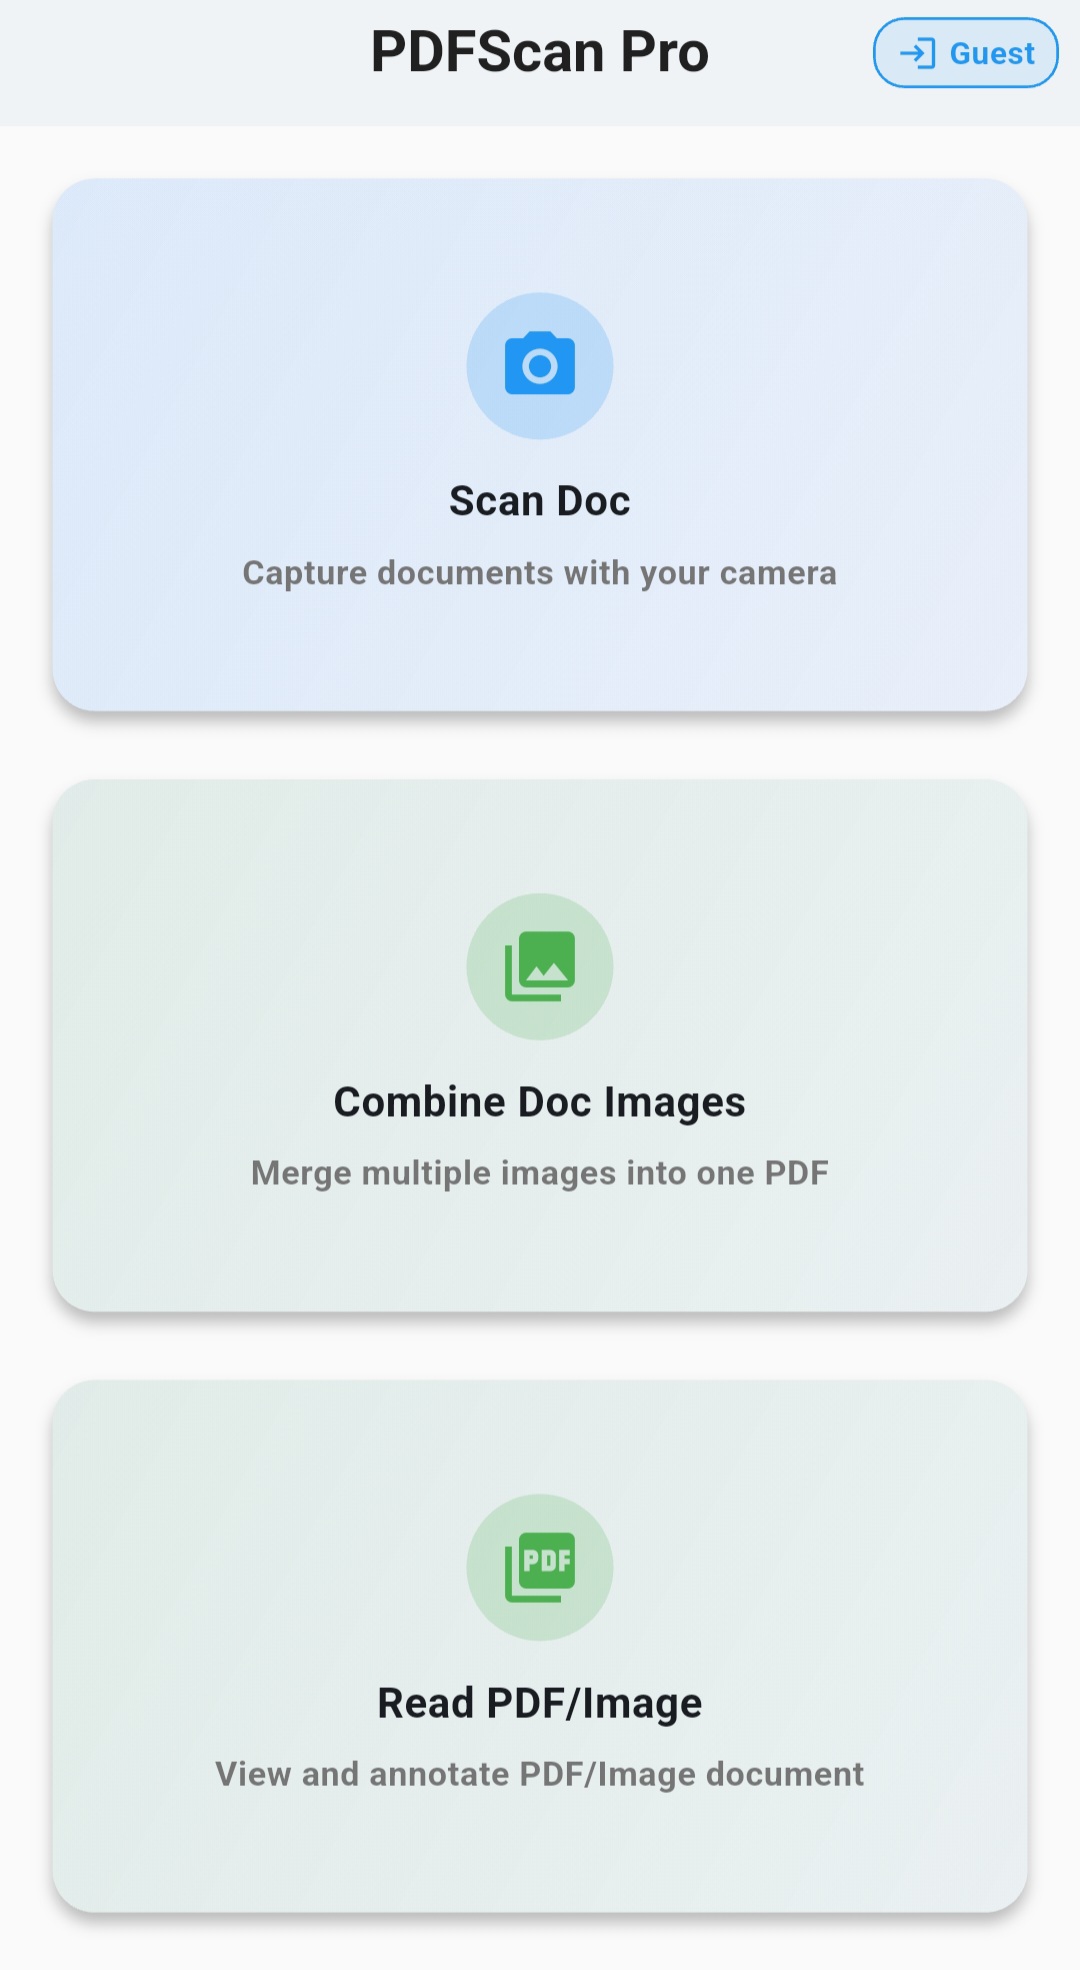 PDFScan Pro
Guest
Scan Doc
Capture documents with your camera
Combine Doc Images
Merge multiple images into one PDF
PDF
Read PDF/Image
View and annotate PDF/Image document